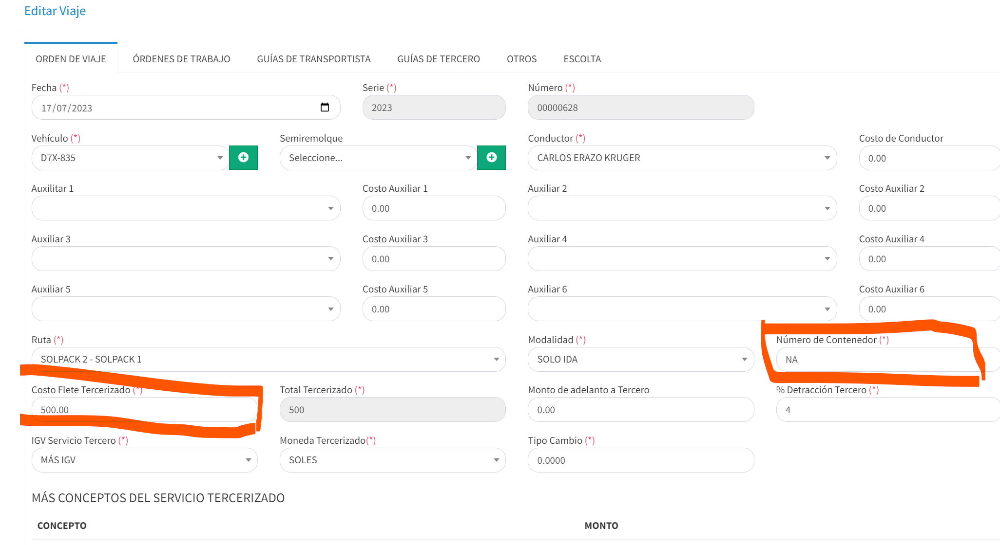 Editar Viaje
ORDEN DE VIAJE ÓRDENES DE TRABAJO GUÍAS DE TRANSPORTISTA GUÍAS DE TERCERO OTROS ESCOLTA
Fecha (*) Serie (*) Número (*)
17/07/2023 2023 00000628
Vehículo (*) Semiremolque Conductor (*) Costo de Conductor
D7X-835 Seleccione... CARLOS ERAZO KRUGER 0.00
Auxilitar 1 Costo Auxiliar 1 Auxiliar 2 Costo Auxiliar 2
0.00 0.00
Auxiliar 3 Costo Auxiliar 3 Auxiliar 4 Costo Auxiliar 4
0.00 0.00
Auxiliar 5 Costo Auxiliar 5 Auxiliar 6 Costo Auxiliar 6
0.00 0.00
Ruta (*) Modalidad (*) Número de Contenedor (*)
SOLPACK 2 - SOLPACK 1 SOLO IDA NA
Costo Flete Tercerizado (*) Total Tercerizado (*) Monto de adelanto a Tercero % Detracción Tercero (*)
500.00 500 0.00 4
IGV Servicio Tercero (*) Moneda Tercerizado(*) Tipo Cambio (*)
MÁS IGV SOLES 0.0000
MÁS CONCEPTOS DEL SERVICIO TERCERIZADO
CONCEPTO MONTO